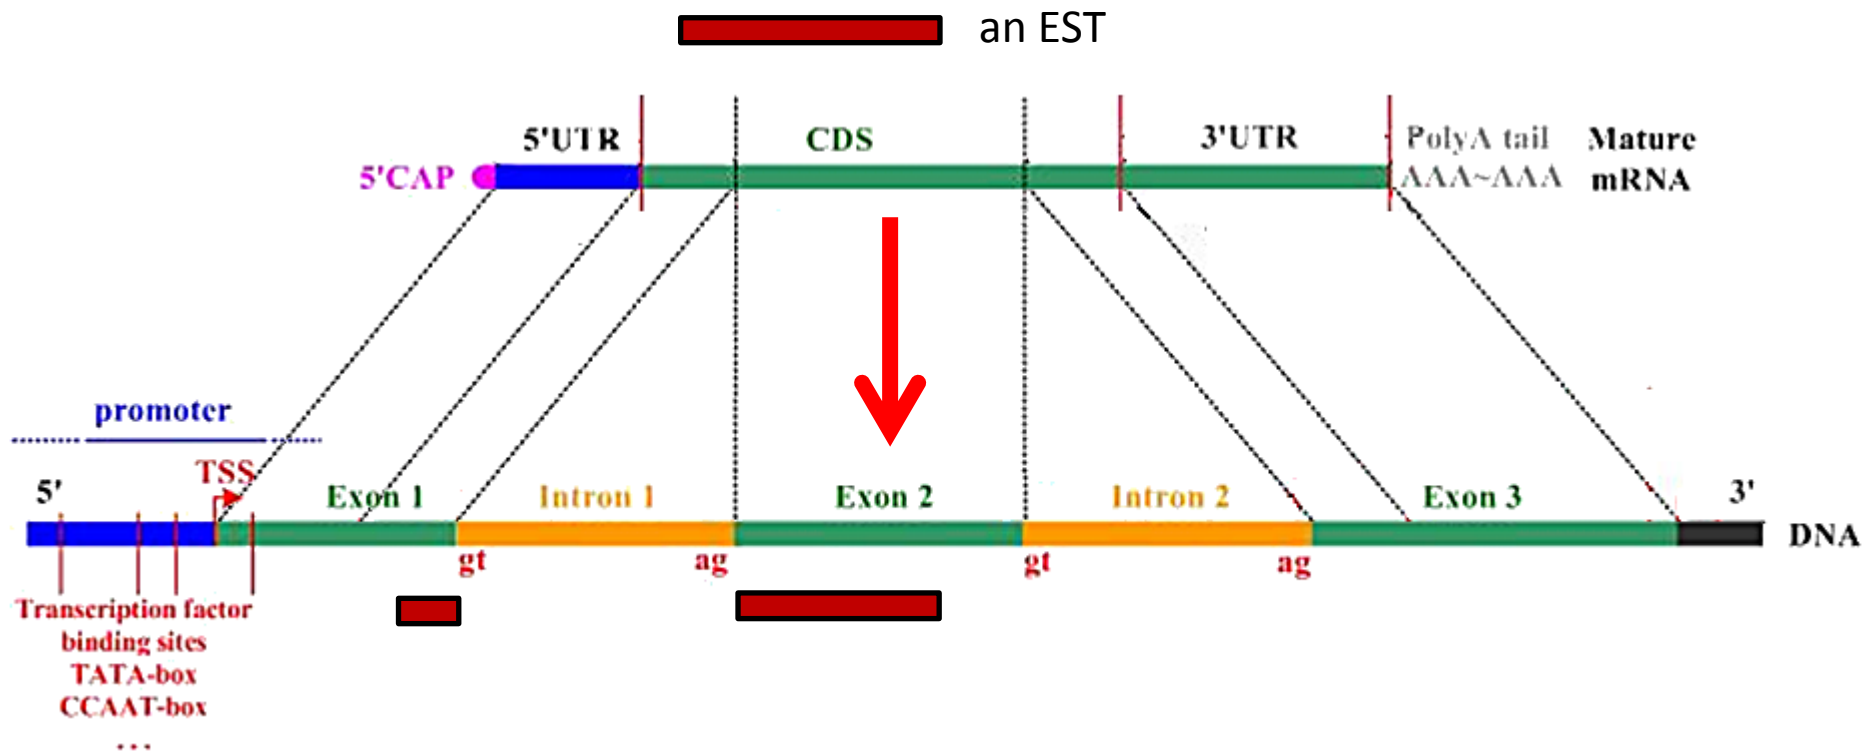 an EST
5'UTR CDS 3'UTR PolyA tail Mature
5'CAP AAA~AAA mRNA
promoter
TSS
5' Exon 1 Intron 1 Exon 2 Intron 2 Exon 3 3'
DNA
gt ag gt ag
Transcription factor
binding sites
TATA-box
CCAAT-box
...